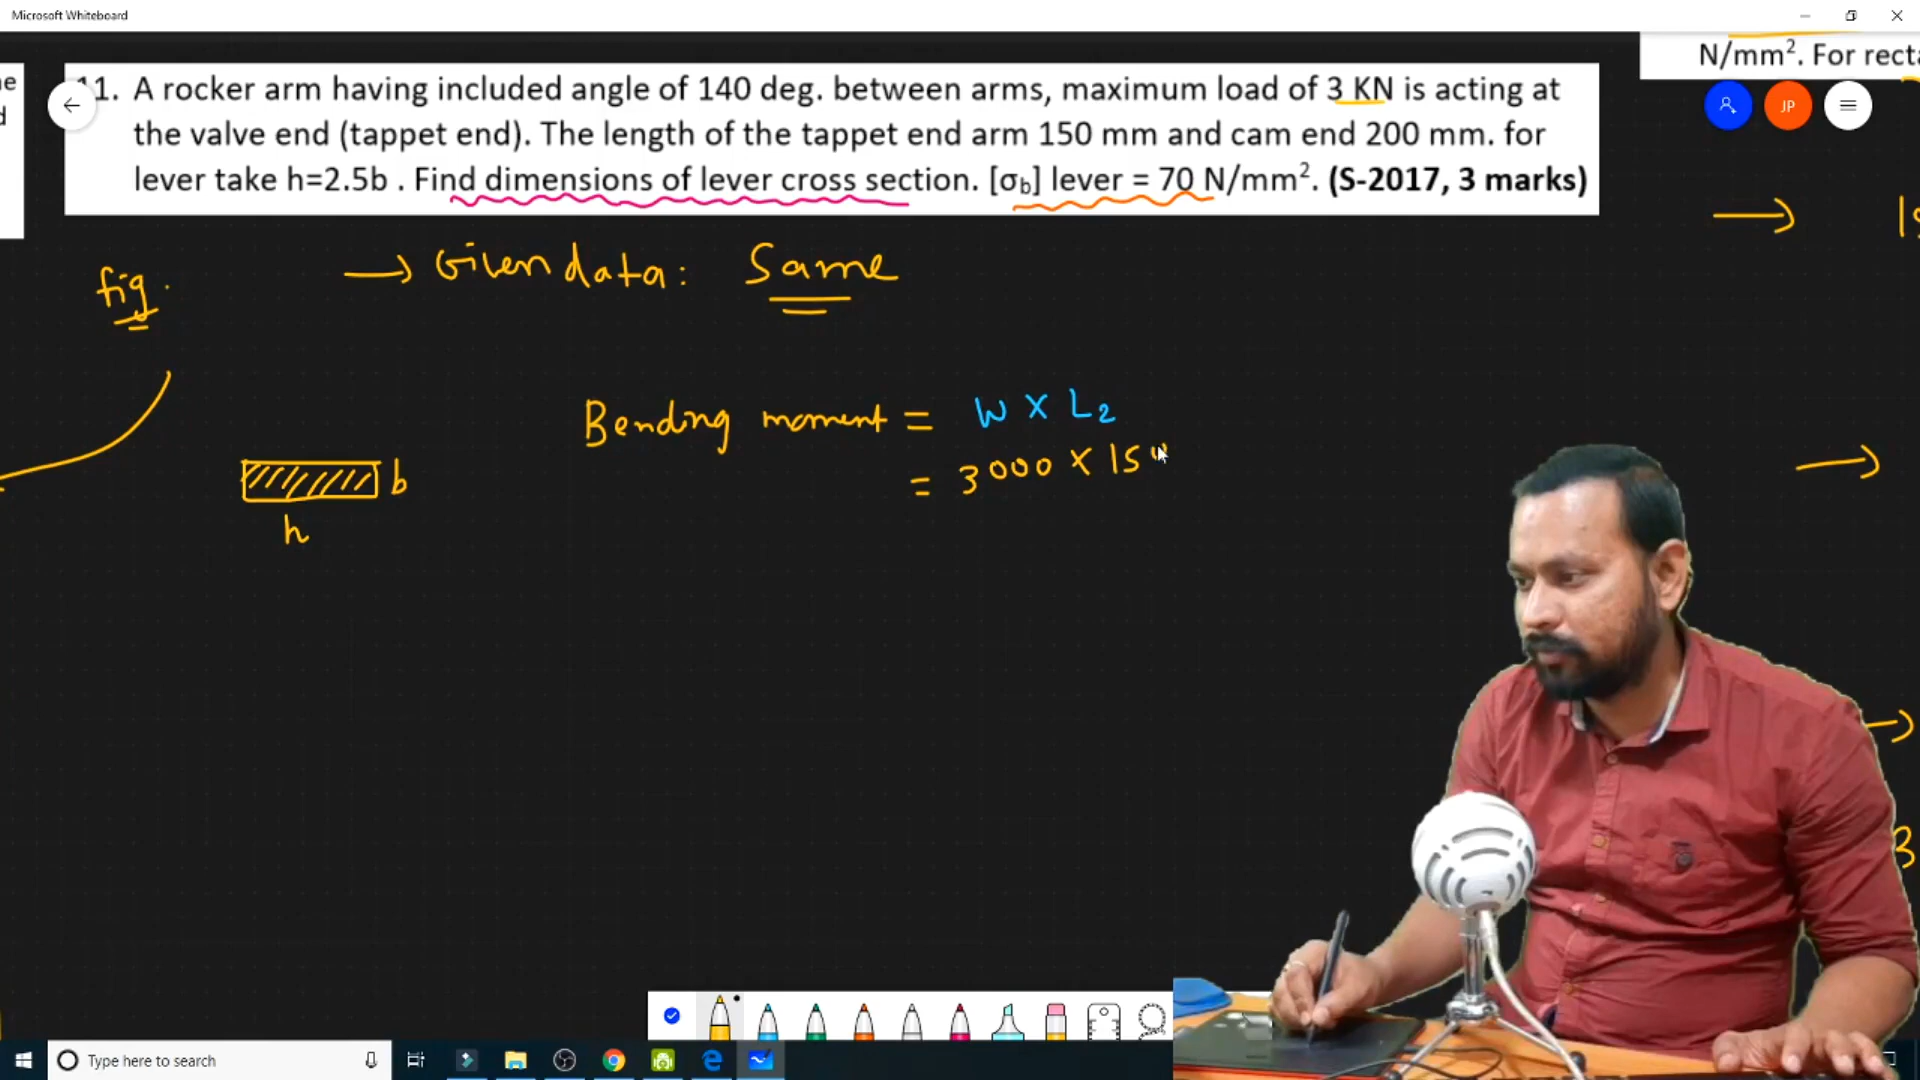 Microsoft Whiteboard
N/mm². For recta
JP
11. A rocker arm having included angle of 140 deg. between arms, maximum load of 3 KN is acting at
the valve end (tappet end). The length of the tappet end arm 150 mm and cam end 200 mm. for
lever take h=2.5b . Find dimensions of lever cross section. [σb] lever = 70 N/mm². (S-2017, 3 marks)
→ Given data: Same
fig.
Bending moment = W X L2
= 3000 X 15
b
h
Type here to search